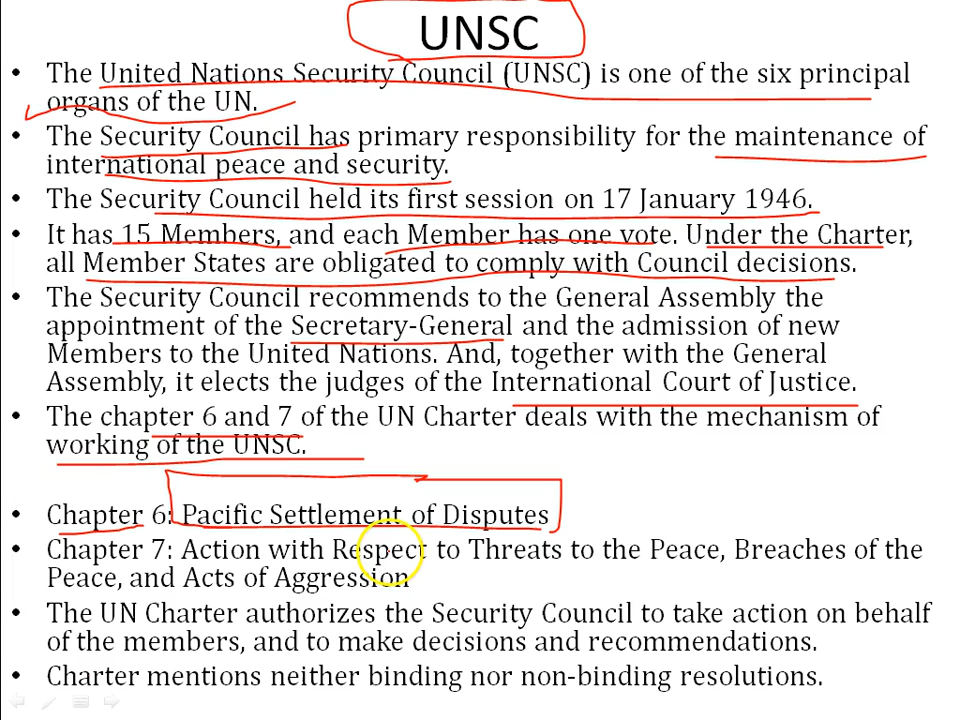 UNSC
• The United Nations Security Council (UNSC) is one of the six principal
organs of the UN.
• The Security Council has primary responsibility for the maintenance of
international peace and security.
• The Security Council held its first session on 17 January 1946.
• It has 15 Members, and each Member has one vote. Under the Charter,
all Member States are obligated to comply with Council decisions.
• The Security Council recommends to the General Assembly the
appointment of the Secretary-General and the admission of new
Members to the United Nations. And, together with the General
Assembly, it elects the judges of the International Court of Justice.
• The chapter 6 and 7 of the UN Charter deals with the mechanism of
working of the UNSC.
• Chapter 6: Pacific Settlement of Disputes
• Chapter 7: Action with Respect to Threats to the Peace, Breaches of the
Peace, and Acts of Aggression
• The UN Charter authorizes the Security Council to take action on behalf
of the members, and to make decisions and recommendations.
• Charter mentions neither binding nor non-binding resolutions.